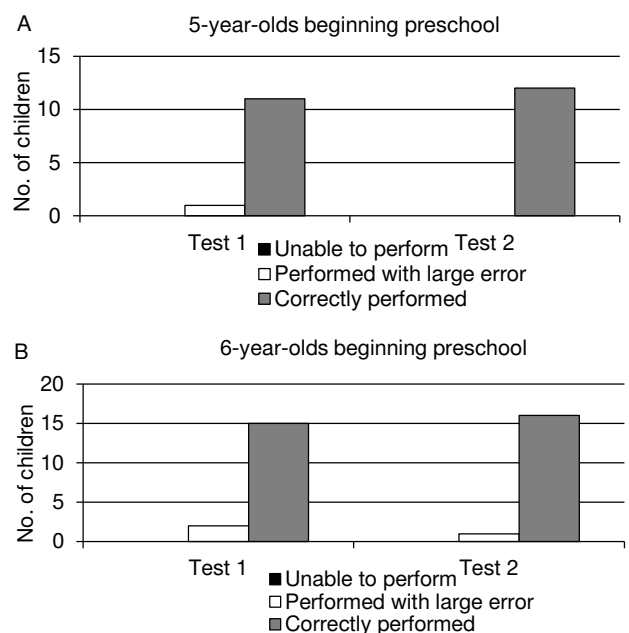 A
5-year-olds beginning preschool
15
10
5
0
No. of children
Test 1
Test 2
Unable to perform
Performed with large error
Correctly performed
B
6-year-olds beginning preschool
20
15
10
5
0
No. of children
Test 1
Test 2
Unable to perform
Performed with large error
Correctly performed